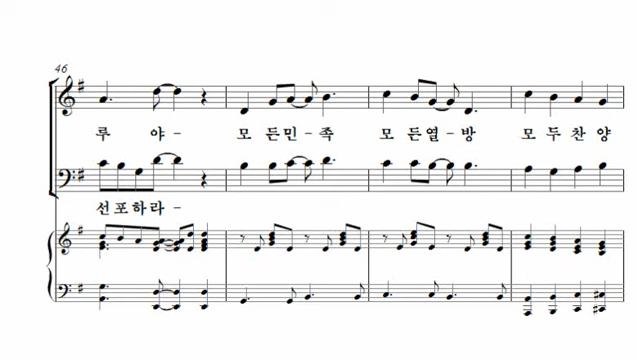 46
루 야- 모 든민-족 모 든열-방 모 두 찬 양
선포하라-